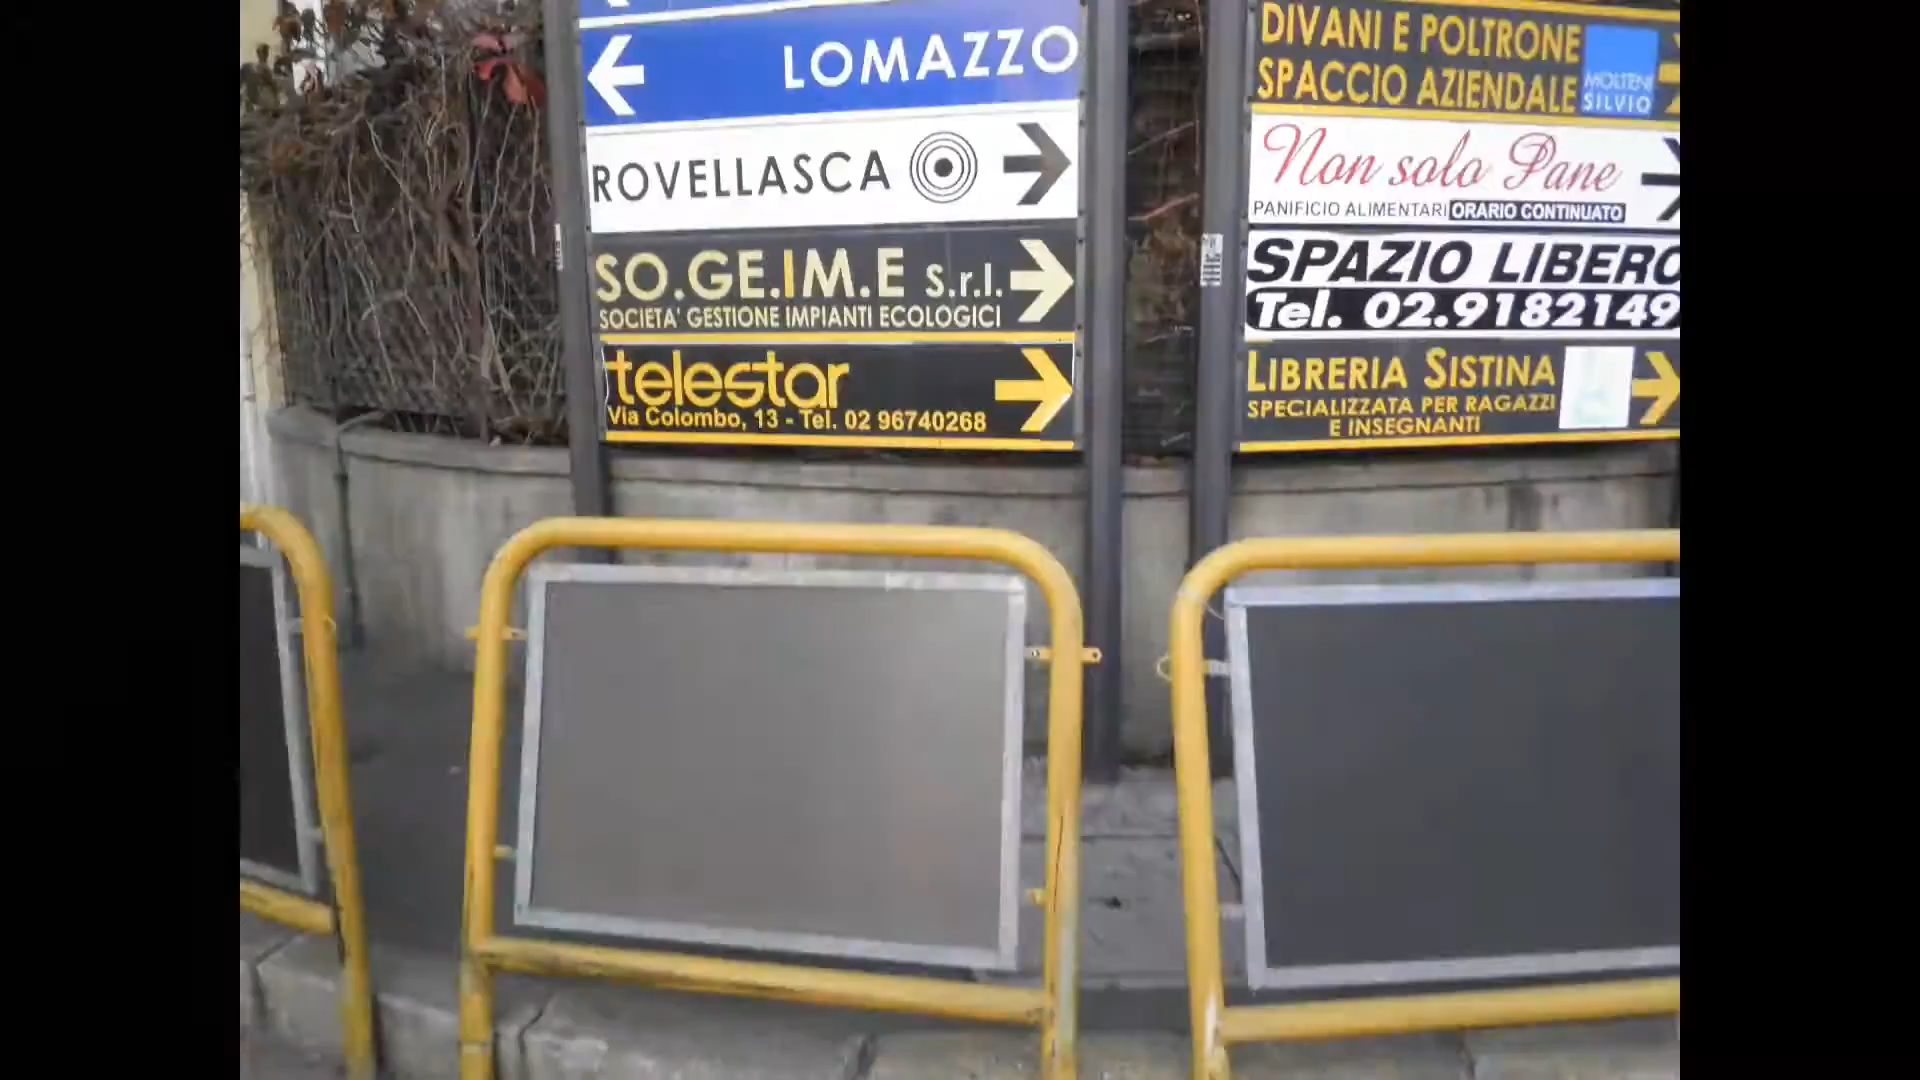 LOMAZZO
ROVELLASCA
SO.GE.IM.E S.r.l.
SOCIETA' GESTIONE IMPIANTI ECOLOGICI
telestar
Via Colombo, 13 - Tel. 02 96740268
DIVANI E POLTRONE
SPACCIO AZIENDALE
MOLTENI
SILVIO
Non solo Pane
PANIFICIO ALIMENTARI ORARIO CONTINUATO
SPAZIO LIBERO
Tel. 02.9182149
LIBRERIA SISTINA
SPECIALIZZATA PER RAGAZZI
E INSEGNANTI